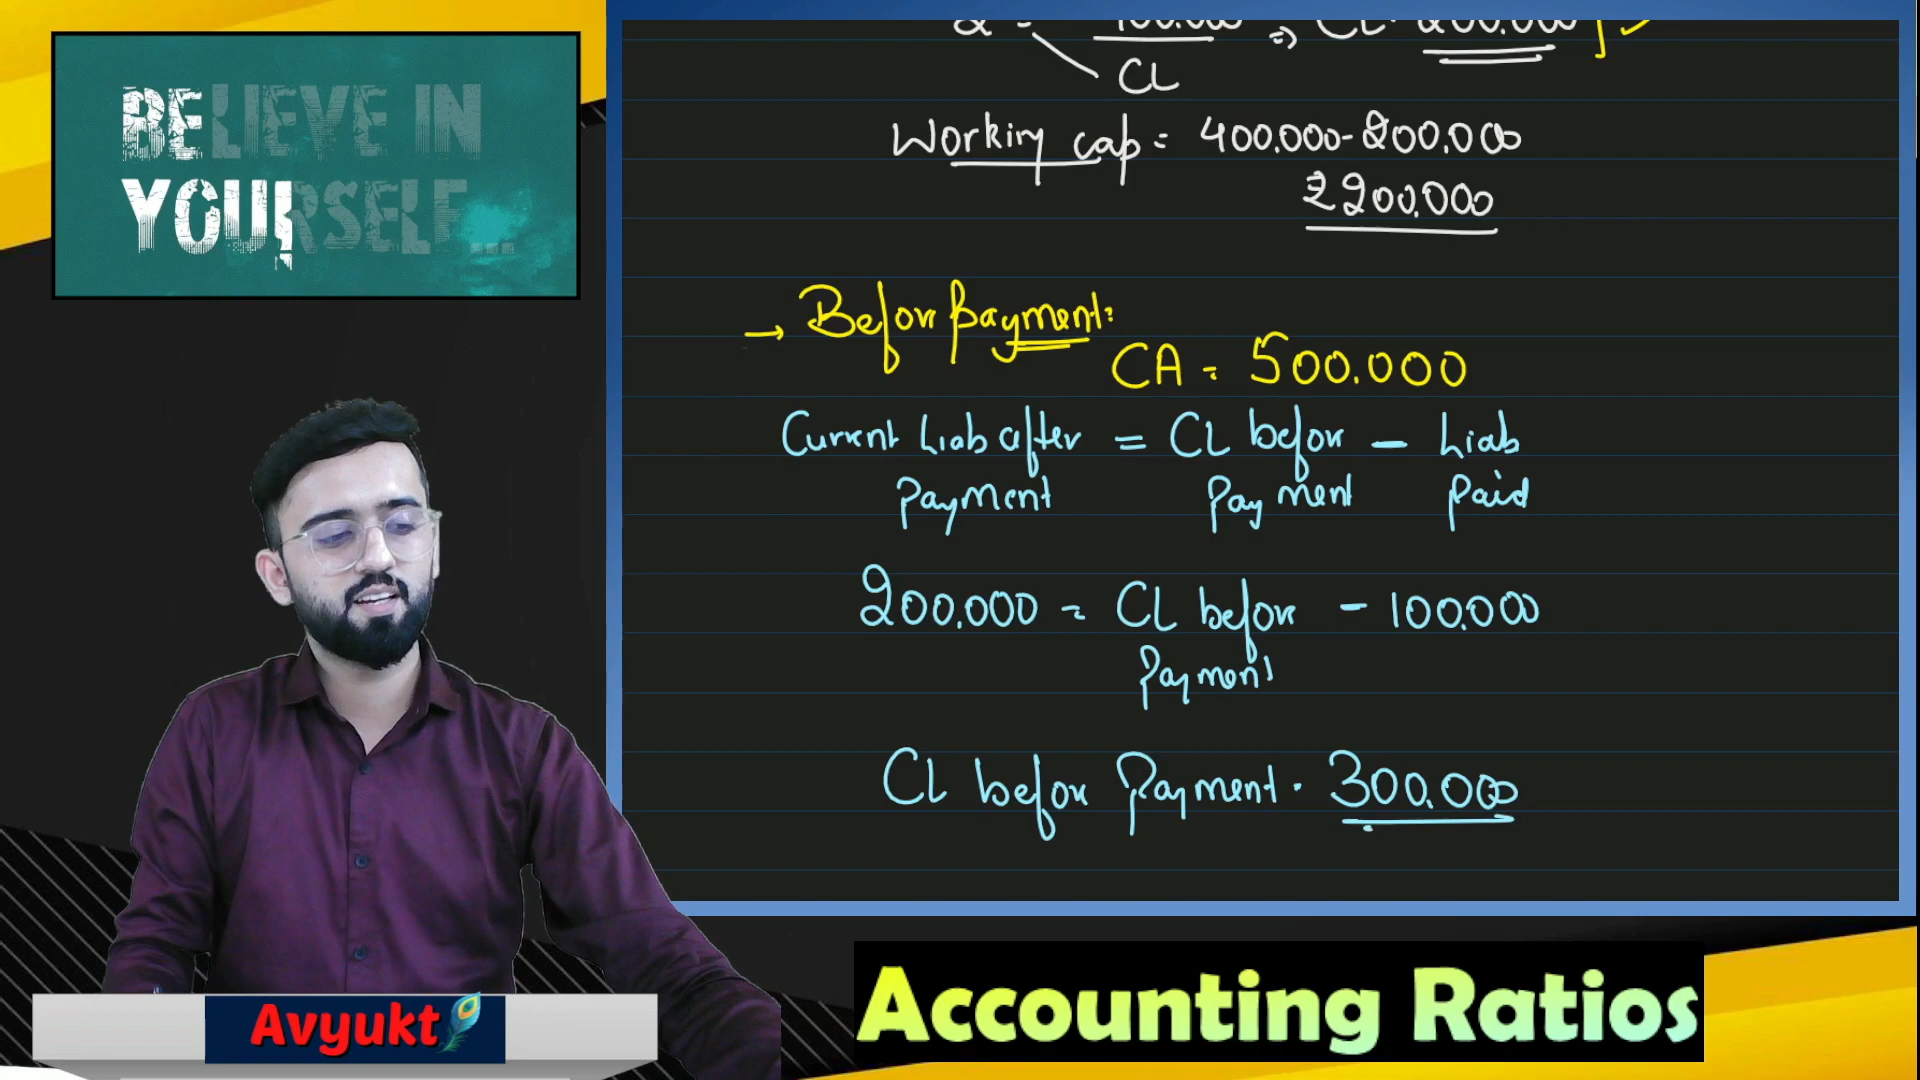 BELIEVE IN
YOURSELF...
CL
Working cap = 400.000-200.000
₹200.000
→ Before payment:
CA = 500.000
Current Liab after = CL before - Liab
payment payment paid
200.000 = CL before - 100.000
payment
CL before payment = 300.000
Avyukt
Accounting Ratios